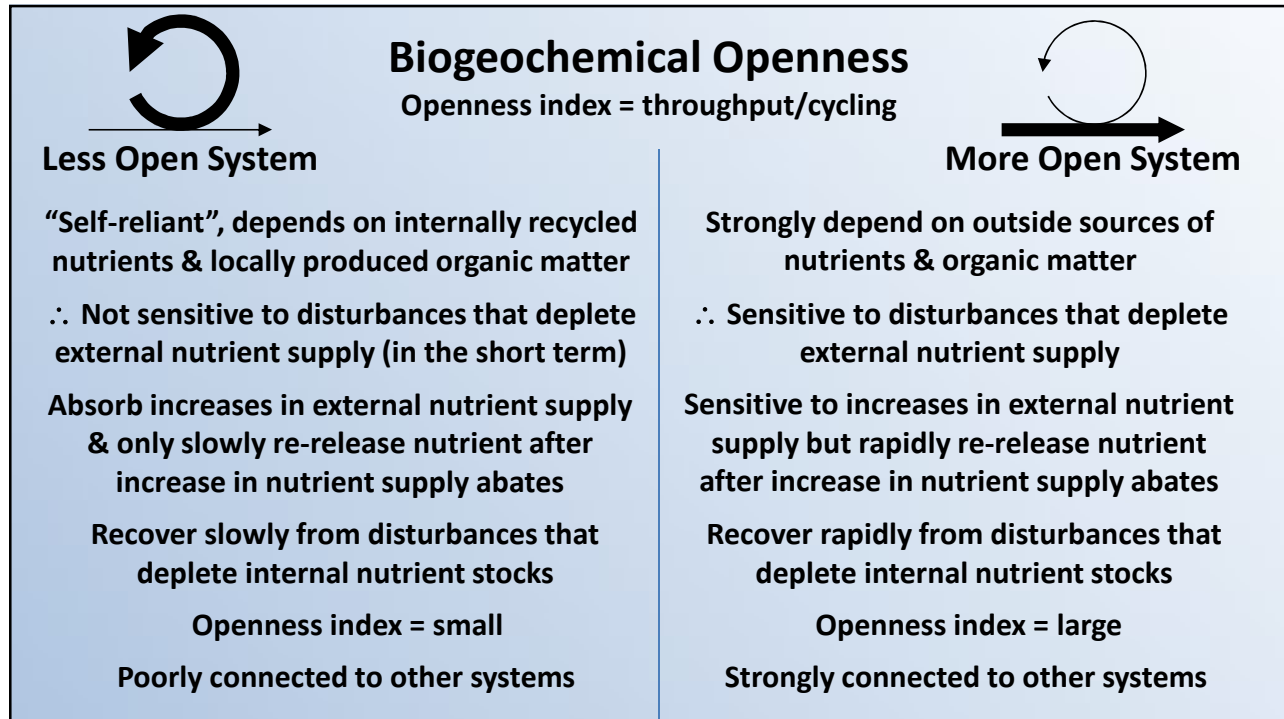 Biogeochemical Openness
Openness index = throughput/cycling
Less Open System
More Open System
“Self-reliant”, depends on internally recycled
nutrients & locally produced organic matter
∴ Not sensitive to disturbances that deplete
external nutrient supply (in the short term)
Absorb increases in external nutrient supply
& only slowly re-release nutrient after
increase in nutrient supply abates
Recover slowly from disturbances that
deplete internal nutrient stocks
Openness index = small
Poorly connected to other systems
Strongly depend on outside sources of
nutrients & organic matter
∴ Sensitive to disturbances that deplete
external nutrient supply
Sensitive to increases in external nutrient
supply but rapidly re-release nutrient
after increase in nutrient supply abates
Recover rapidly from disturbances that
deplete internal nutrient stocks
Openness index = large
Strongly connected to other systems